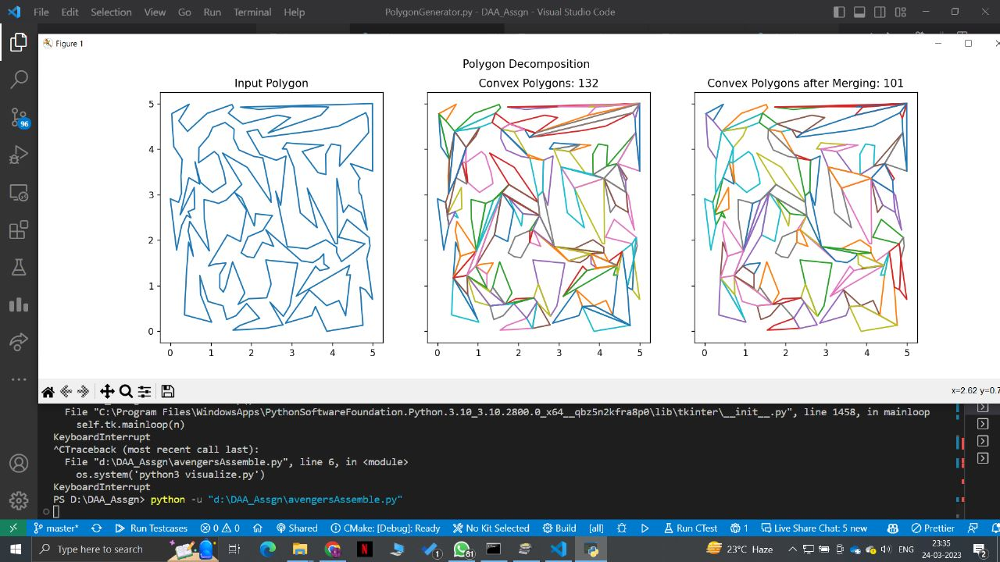 File Edit Selection View Go Run Terminal Help PolygonGenerator.py - DAA_Assgn - Visual Studio Code
Figure 1
Polygon Decomposition
Input Polygon Convex Polygons: 132 Convex Polygons after Merging: 101
5
4
3
2
1
0
0 1 2 3 4 5 0 1 2 3 4 5 0 1 2 3 4 5
96
x=2.62 y=0.7
File "C:\Program Files\WindowsApps\PythonSoftwareFoundation.Python.3.10_3.10.2800.0_x64__qbz5n2kfra8p0\lib\tkinter\__init__.py", line 1458, in mainloop
self.tk.mainloop(n)
KeyboardInterrupt
^CTraceback (most recent call last):
File "d:\DAA_Assgn\avengersAssemble.py", line 6, in <module>
os.system('python3 visualize.py')
KeyboardInterrupt
PS D:\DAA_Assgn> python -u "d:\DAA_Assgn\avengersAssemble.py"
master* Run Testcases 0 0 Shared CMake: [Debug]: Ready No Kit Selected Build [all] Run CTest 1 Live Share Chat: 5 new Prettier
Type here to search 1 81 23°C Haze ENG 23:35
24-03-2023 2